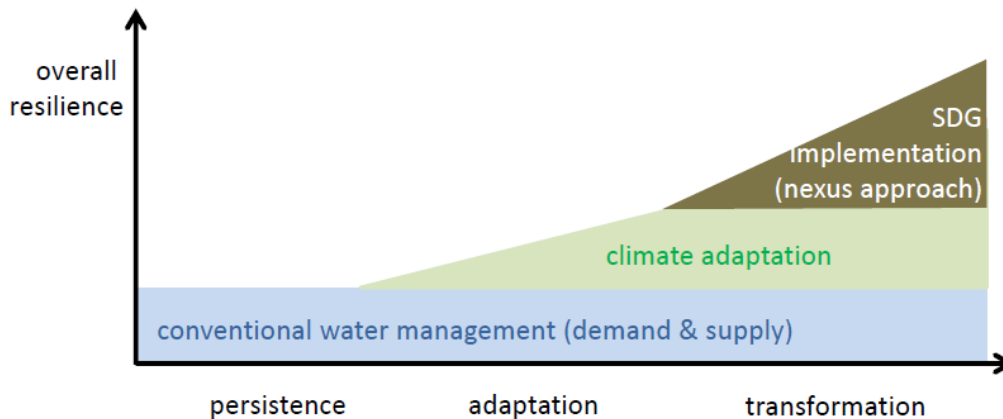 overall
resilience
SDG
implementation
(nexus approach)
climate adaptation
conventional water management (demand & supply)
persistence adaptation transformation